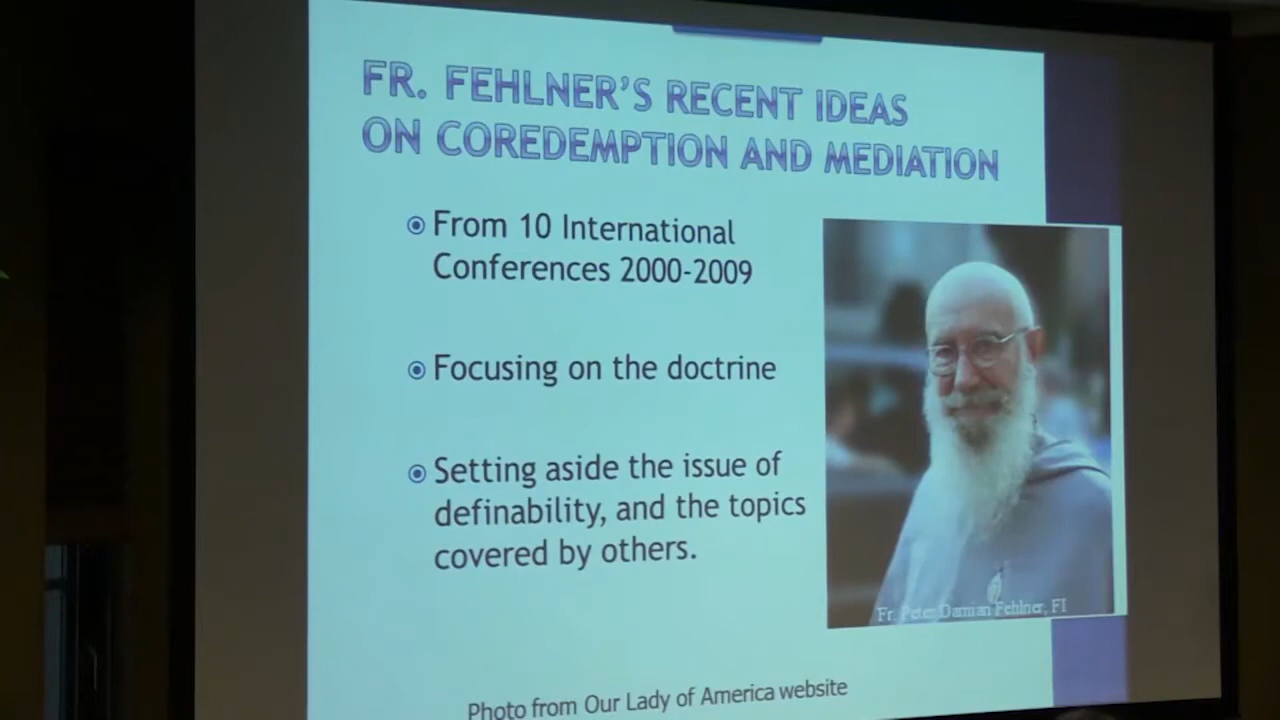 FR. FEHLNER'S RECENT IDEAS
ON COREDEMPTION AND MEDIATION
From 10 International
Conferences 2000-2009
Focusing on the doctrine
Setting aside the issue of
definability, and the topics
covered by others.
Fr. Peter Damian Fehlner, FI
Photo from Our Lady of America website